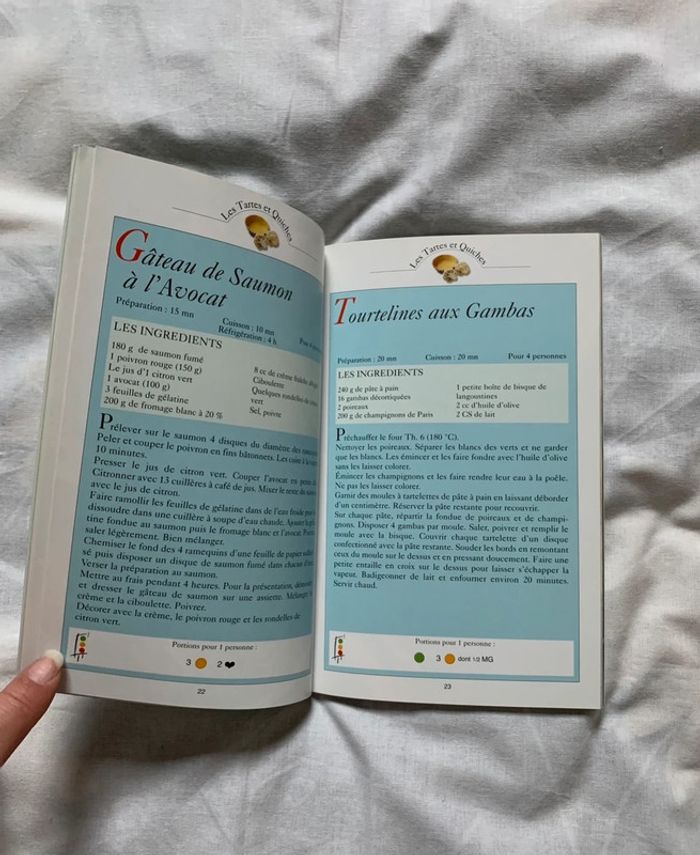 Les Tartes et Quiches
Gâteau de Saumon
à l'Avocat
Préparation : 15 mn
Cuisson : 10 mn
Réfrigération : 4 h
Pour
LES INGREDIENTS
180 g de saumon fumé
1 poivron rouge (150 g)
Le jus d'1 citron vert
1 avocat (100 g)
3 feuilles de gélatine
200 g de fromage blanc à 20 %
8 cc de crème fraîche
Ciboulette
Quelques rondelles de
vert
Sel, poivre
Prélever sur le saumon 4 disques du diamètre des
Peler et couper le poivron en fins bâtonnets. Les cuire à la
10 minutes.
Presser le jus de citron vert. Couper l'avocat en
Citronner avec 13 cuillères à café de jus. Mixer le reste
avec le jus de citron.
Faire ramollir les feuilles de gélatine dans de l'eau froide
dissoudre dans une cuillère à soupe d'eau chaude. Ajouter
tine fondue au saumon puis le fromage blanc et l'avocat.
saler légèrement. Bien mélanger.
Chemiser le fond des 4 ramequins d'une feuille de papier
sé puis disposer un disque de saumon fumé dans
Verser la préparation au saumon.
Mettre au frais pendant 4 heures. Pour la présentation,
et dresser le gâteau de saumon sur une assiette.
crème et la ciboulette. Poivrer.
Décorer avec la crème, le poivron rouge et les rondelles de
citron vert.
Portions pour 1 personne :
3 2
22
Les Tartes et Quiches
Tourtelines aux Gambas
Préparation : 20 mn Cuisson : 20 mn Pour 4 personnes
LES INGREDIENTS
240 g de pâte à pain
16 gambas décortiquées
2 poireaux
200 g de champignons de Paris
1 petite boîte de bisque de
langoustines
2 cc d'huile d'olive
2 CS de lait
Préchauffer le four Th. 6 (180 °C).
Nettoyer les poireaux. Séparer les blancs des verts et ne garder
que les blancs. Les émincer et les faire fondre avec l'huile d'olive
sans les laisser colorer.
Émincer les champignons et les faire rendre leur eau à la poêle.
Ne pas les laisser colorer.
Garnir des moules à tartelettes de pâte à pain en laissant déborder
d'un centimètre. Réserver la pâte restante pour recouvrir.
Sur chaque pâte, répartir la fondue de poireaux et de champi-
gnons. Disposer 4 gambas par moule. Saler, poivrer et remplir le
moule avec la bisque. Couvrir chaque tartelette d'un disque
confectionné avec la pâte restante. Souder les bords en remontant
ceux du moule sur le dessus et en pressant doucement. Faire une
petite entaille en croix sur le dessus pour laisser s'échapper la
vapeur. Badigeonner de lait et enfourner environ 20 minutes.
Servir chaud.
Portions pour 1 personne :
3 dont 1/2 MG
23